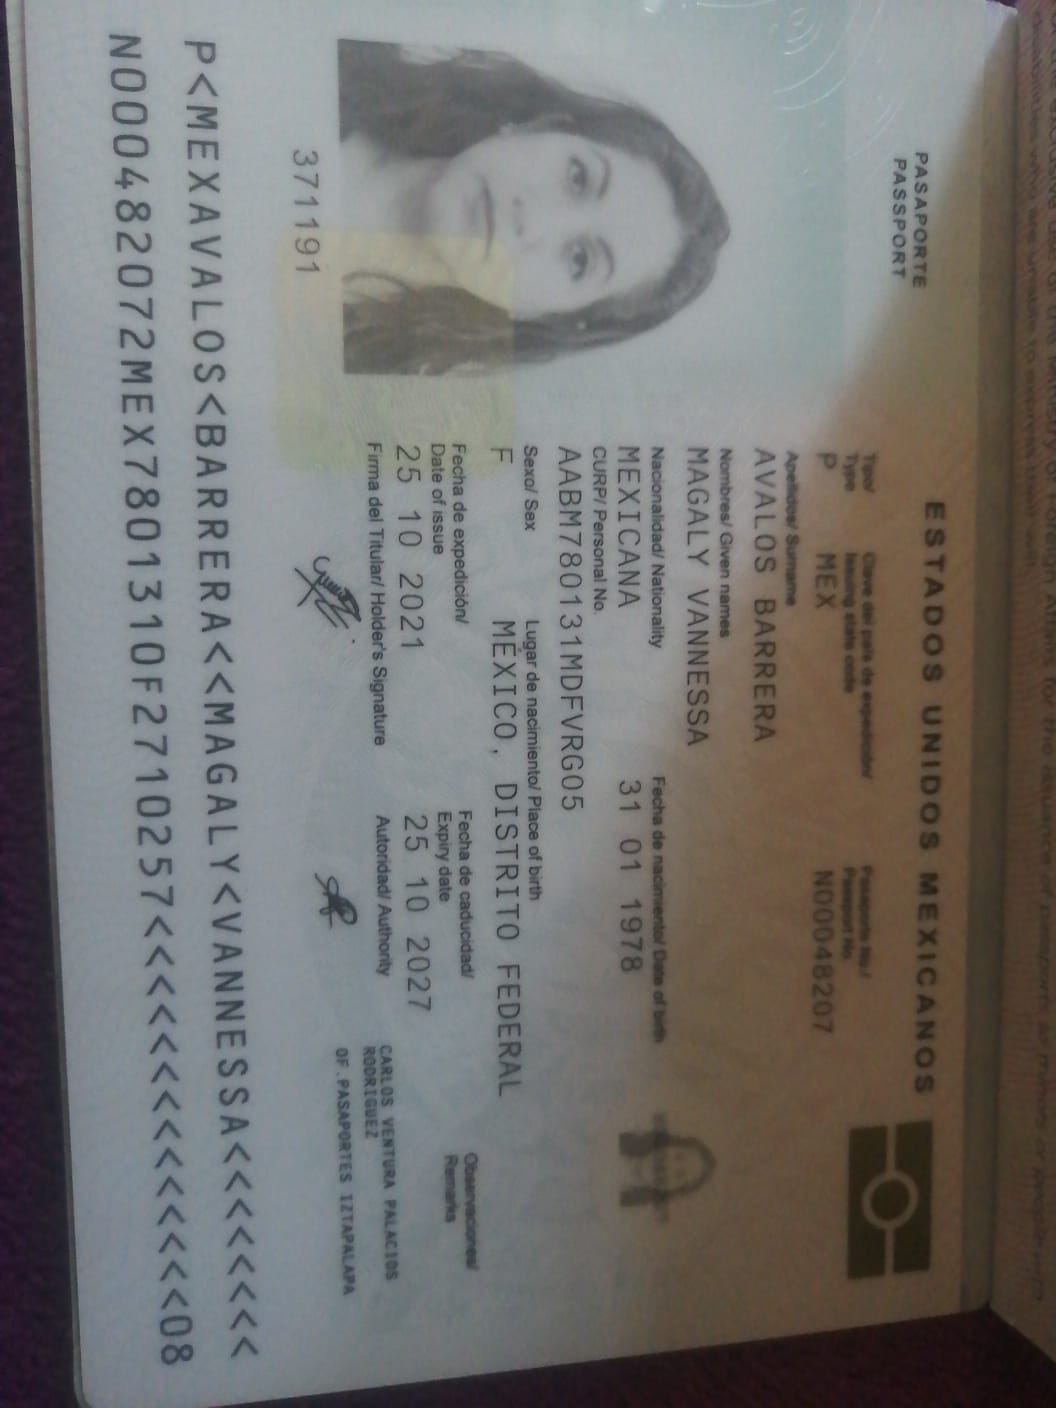 ESTADOS UNIDOS MEXICANOS
PASAPORTE
PASSPORT
Tipo/ Clave del país de expedición/ Pasaporte No./
Type Issuing state code Passport No.
P MEX N00048207
Apellidos/ Surname
AVALOS BARRERA
Nombres/ Given names
MAGALY VANNESSA
Nacionalidad/ Nationality Fecha de nacimiento/ Date of birth
MEXICANA 31 01 1978
CURP/ Personal No.
AABM780131MDFVRG05
Sexo/ Sex Lugar de nacimiento/ Place of birth
F MÉXICO, DISTRITO FEDERAL
Fecha de expedición/ Fecha de caducidad/ Observaciones/
Date of issue Expiry date Remarks
25 10 2021 25 10 2027
Firma del Titular/ Holder's Signature Autoridad/ Authority
CARLOS VENTURA PALACIOS
RODRIGUEZ
OF.PASAPORTES IZTAPALAPA
371191
P<MEXAVALOS<BARRERA<<MAGALY<VANNESSA<<<<<<<<
N000482072MEX7801310F2710257<<<<<<<<<<<<<<08